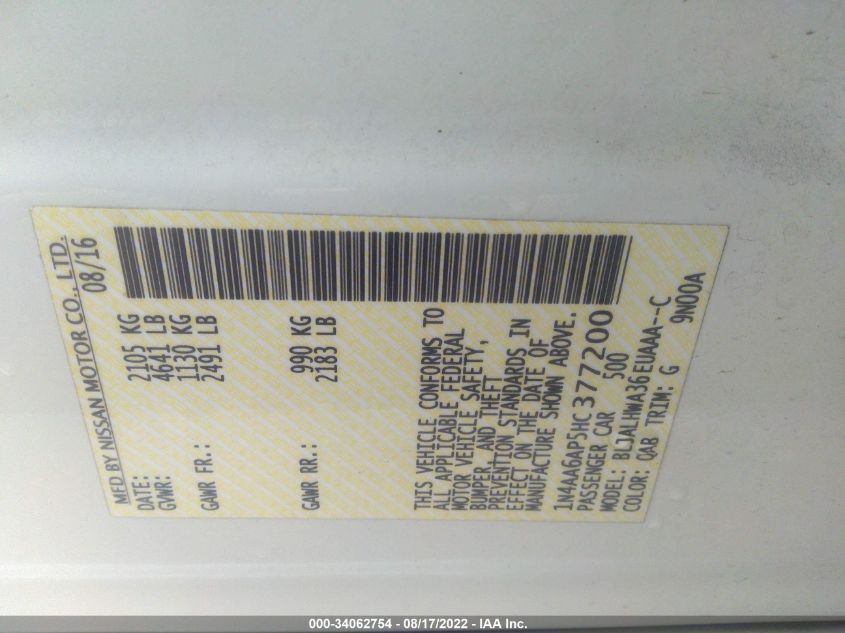 MFD BY NISSAN MOTOR CO., LTD.
DATE: 08/16
GVWR: 2105 KG
4641 LB
GAWR FR.: 1130 KG
2491 LB
GAWR RR.: 990 KG
2183 LB
THIS VEHICLE CONFORMS TO
ALL APPLICABLE FEDERAL
MOTOR VEHICLE SAFETY,
BUMPER, AND THEFT
PREVENTION STANDARDS IN
EFFECT ON THE DATE OF
MANUFACTURE SHOWN ABOVE.
1N4AA6AP5HC377200
PASSENGER CAR 500
MODEL: BLJALHWA36EUAAA--C
COLOR: QAB TRIM: G 9N00A
000-34062754 - 08/17/2022 - IAA Inc.